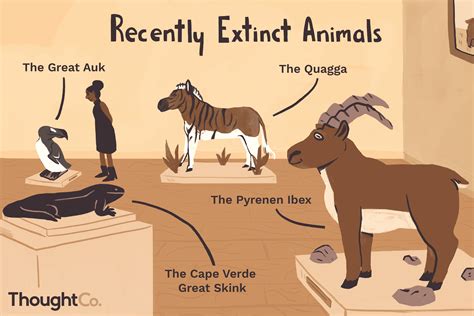 Recently Extinct Animals
The Great Auk
The Quagga
The Pyrenen Ibex
The Cape Verde
Great Skink
ThoughtCo.